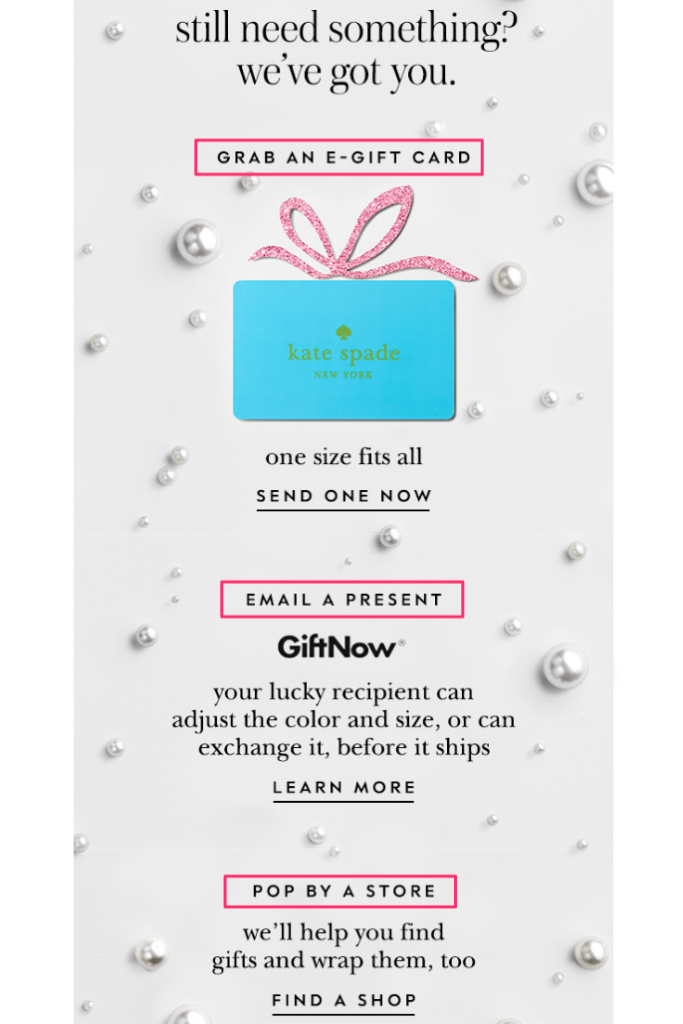 still need something?
we've got you.
GRAB AN E-GIFT CARD
kate spade
NEW YORK
one size fits all
SEND ONE NOW
EMAIL A PRESENT
GiftNow®
your lucky recipient can
adjust the color and size, or can
exchange it, before it ships
LEARN MORE
POP BY A STORE
we'll help you find
gifts and wrap them, too
FIND A SHOP